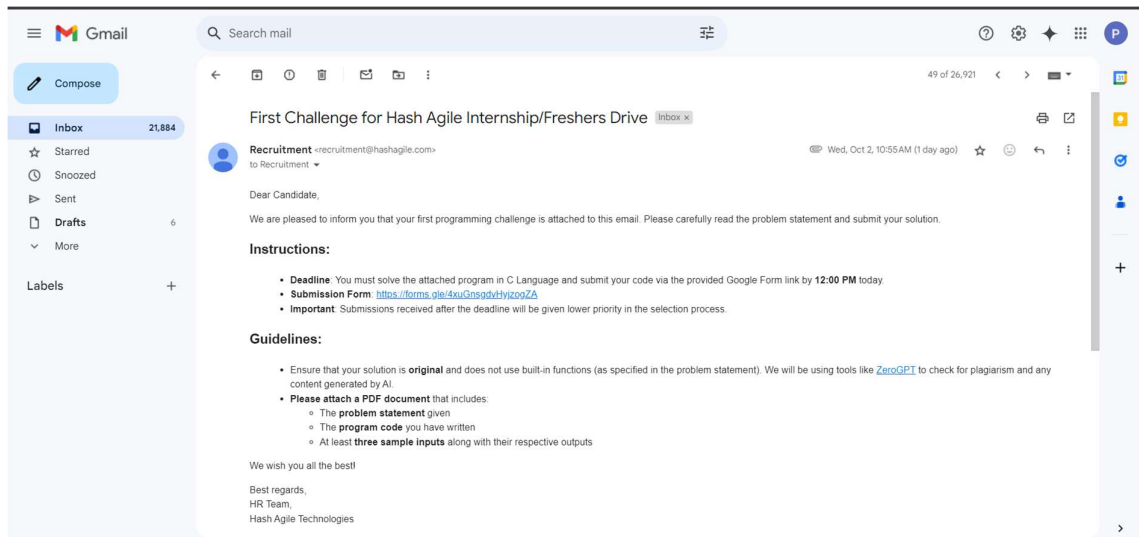 Gmail
Search mail
P
Compose
49 of 26,921
31
First Challenge for Hash Agile Internship/Freshers Drive Inbox x
Inbox 21,884
Starred
Snoozed
Sent
Drafts 6
More
Labels
Recruitment <recruitment@hashagile.com>
Wed, Oct 2, 10:55 AM (1 day ago)
to Recruitment
Dear Candidate,
We are pleased to inform you that your first programming challenge is attached to this email. Please carefully read the problem statement and submit your solution.
Instructions:
• Deadline: You must solve the attached program in C Language and submit your code via the provided Google Form link by 12:00 PM today.
• Submission Form: https://forms.gle/4xuGnsgdvHyjzogZA
• Important: Submissions received after the deadline will be given lower priority in the selection process.
Guidelines:
• Ensure that your solution is original and does not use built-in functions (as specified in the problem statement). We will be using tools like ZeroGPT to check for plagiarism and any
content generated by AI.
• Please attach a PDF document that includes:
○ The problem statement given
○ The program code you have written
○ At least three sample inputs along with their respective outputs
We wish you all the best!
Best regards,
HR Team,
Hash Agile Technologies